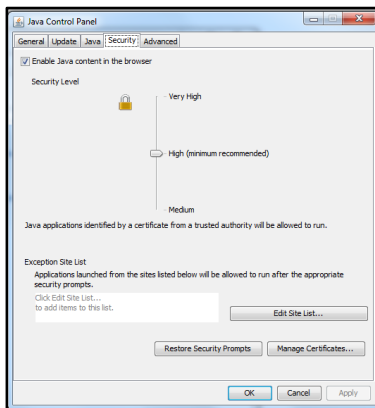 Java Control Panel
General Update Java Security Advanced
Enable Java content in the browser
Security Level
Very High
High (minimum recommended)
Medium
Java applications identified by a certificate from a trusted authority will be allowed to run.
Exception Site List
Applications launched from the sites listed below will be allowed to run after the appropriate
security prompts.
Click Edit Site List...
to add items to this list.
Edit Site List...
Restore Security Prompts Manage Certificates...
OK Cancel Apply